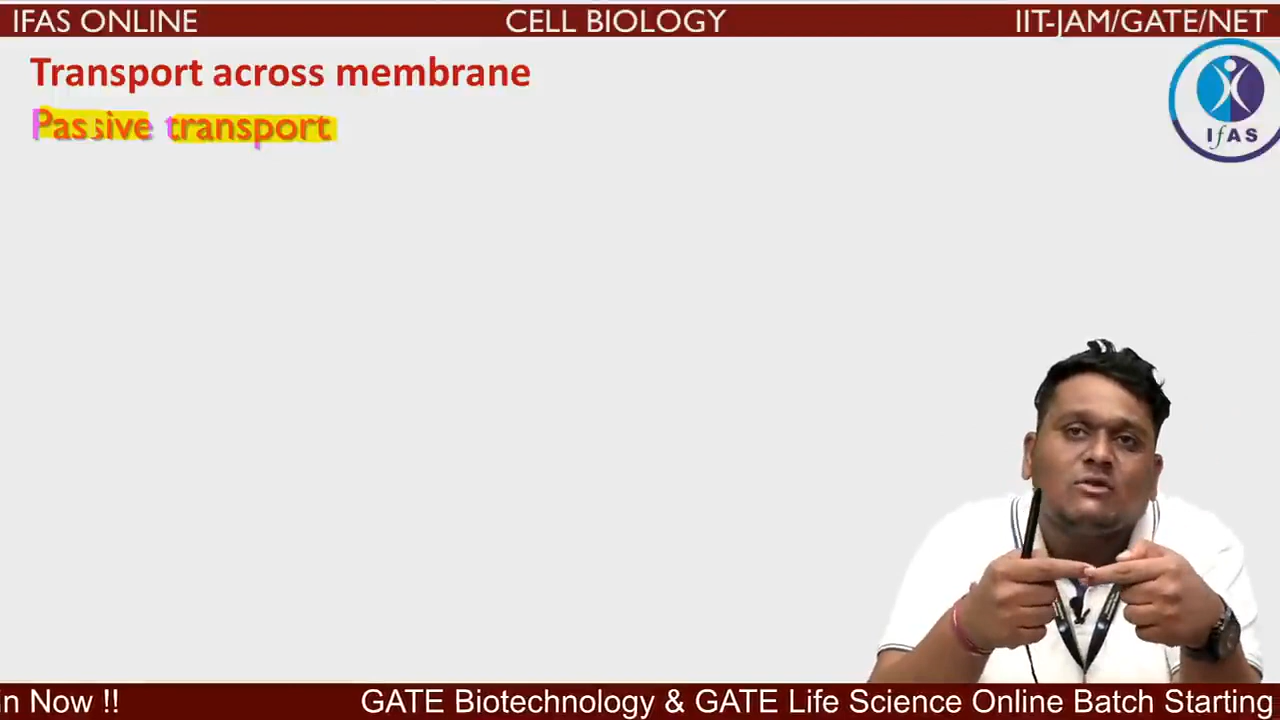 IFAS ONLINE CELL BIOLOGY IIT-JAM/GATE/NET
Transport across membrane
IfAS
Passive transport
in Now !! GATE Biotechnology & GATE Life Science Online Batch Starting